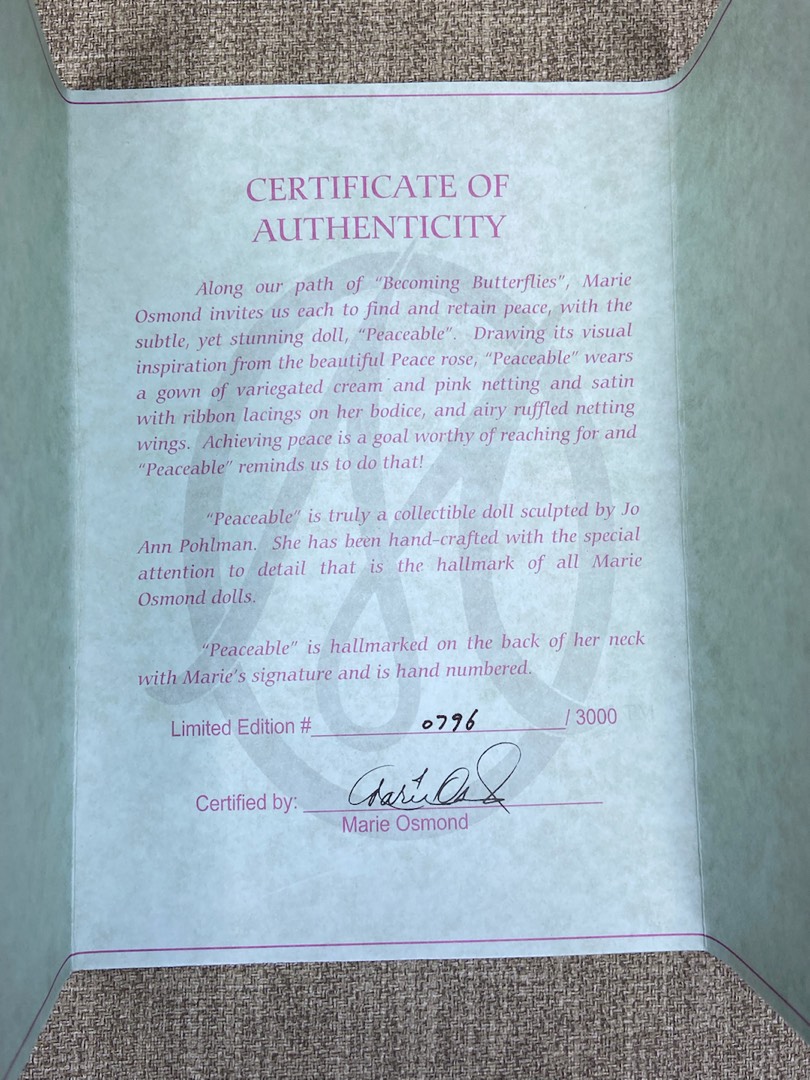 CERTIFICATE OF
AUTHENTICITY
Along our path of "Becoming Butterflies", Marie
Osmond invites us each to find and retain peace, with the
subtle, yet stunning doll, "Peaceable". Drawing its visual
inspiration from the beautiful Peace rose, "Peaceable" wears
a gown of variegated cream and pink netting and satin
with ribbon lacings on her bodice, and airy ruffled netting
wings. Achieving peace is a goal worthy of reaching for and
"Peaceable" reminds us to do that!
"Peaceable" is truly a collectible doll sculpted by Jo
Ann Pohlman. She has been hand-crafted with the special
attention to detail that is the hallmark of all Marie
Osmond dolls.
"Peaceable" is hallmarked on the back of her neck
with Marie's signature and is hand numbered.
Limited Edition # 0796 / 3000
Certified by: Marie Osmond
Marie Osmond